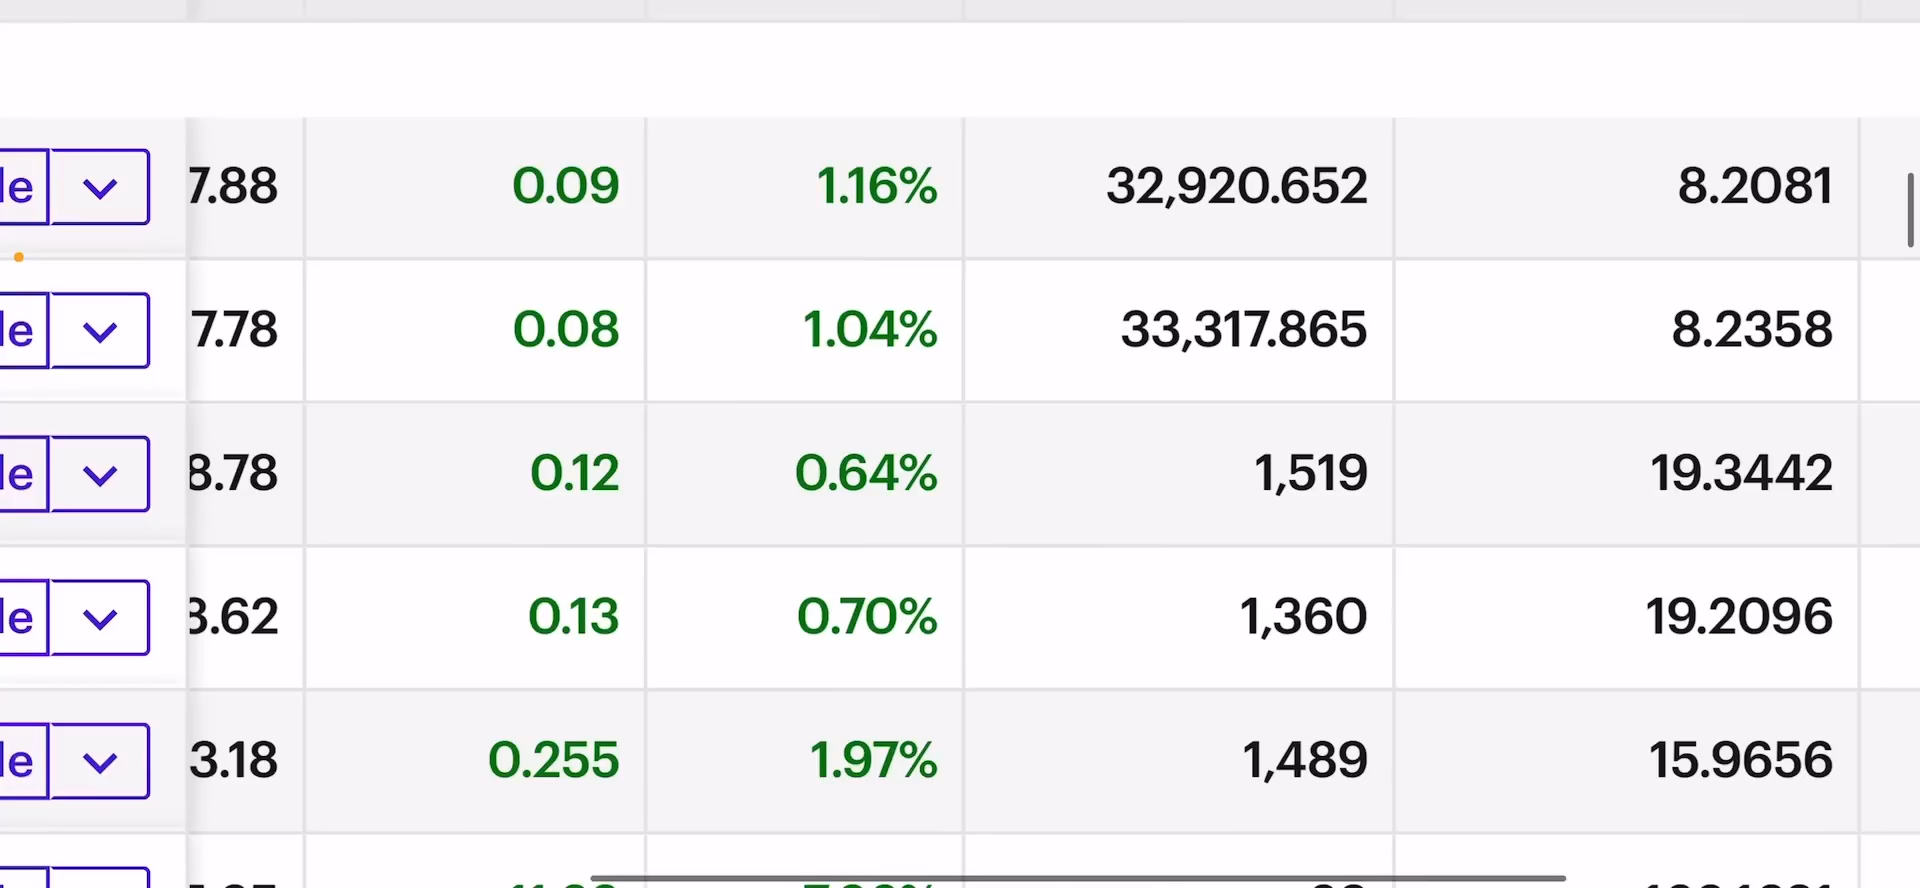 le 7.88 0.09 1.16% 32,920.652 8.2081
le 7.78 0.08 1.04% 33,317.865 8.2358
le 8.78 0.12 0.64% 1,519 19.3442
le 3.62 0.13 0.70% 1,360 19.2096
le 3.18 0.255 1.97% 1,489 15.9656